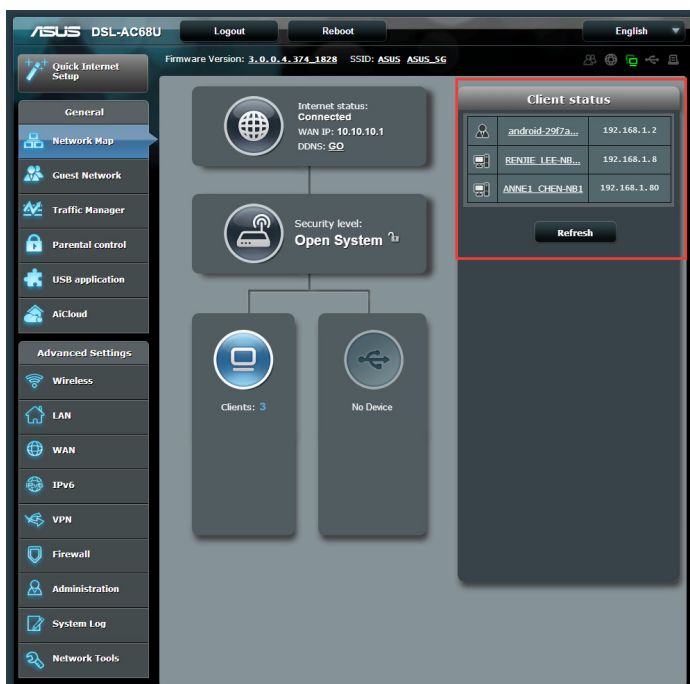 ASUS DSL-AC68U
Logout
Reboot
English
Quick Internet
Setup
Firmware Version: 3.0.0.4.374_1828 SSID: ASUS ASUS_5G
General
Network Map
Guest Network
Traffic Manager
Parental control
USB application
AiCloud
Advanced Settings
Wireless
LAN
WAN
IPv6
VPN
Firewall
Administration
System Log
Network Tools
Internet status:
Connected
WAN IP: 10.10.10.1
DDNS: GO
Security level:
Open System
Clients: 3
No Device
Client status
android-29f7a... 192.168.1.2
RENJIE_LEE-NB... 192.168.1.8
ANNE1_CHEN-NB1 192.168.1.80
Refresh